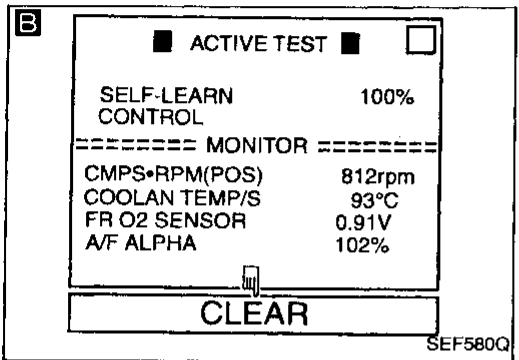 B
ACTIVE TEST
SELF-LEARN 100%
CONTROL
======== MONITOR ========
CMPS•RPM(POS) 812rpm
COOLAN TEMP/S 93°C
FR O2 SENSOR 0.91V
A/F ALPHA 102%
CLEAR
SEF580Q